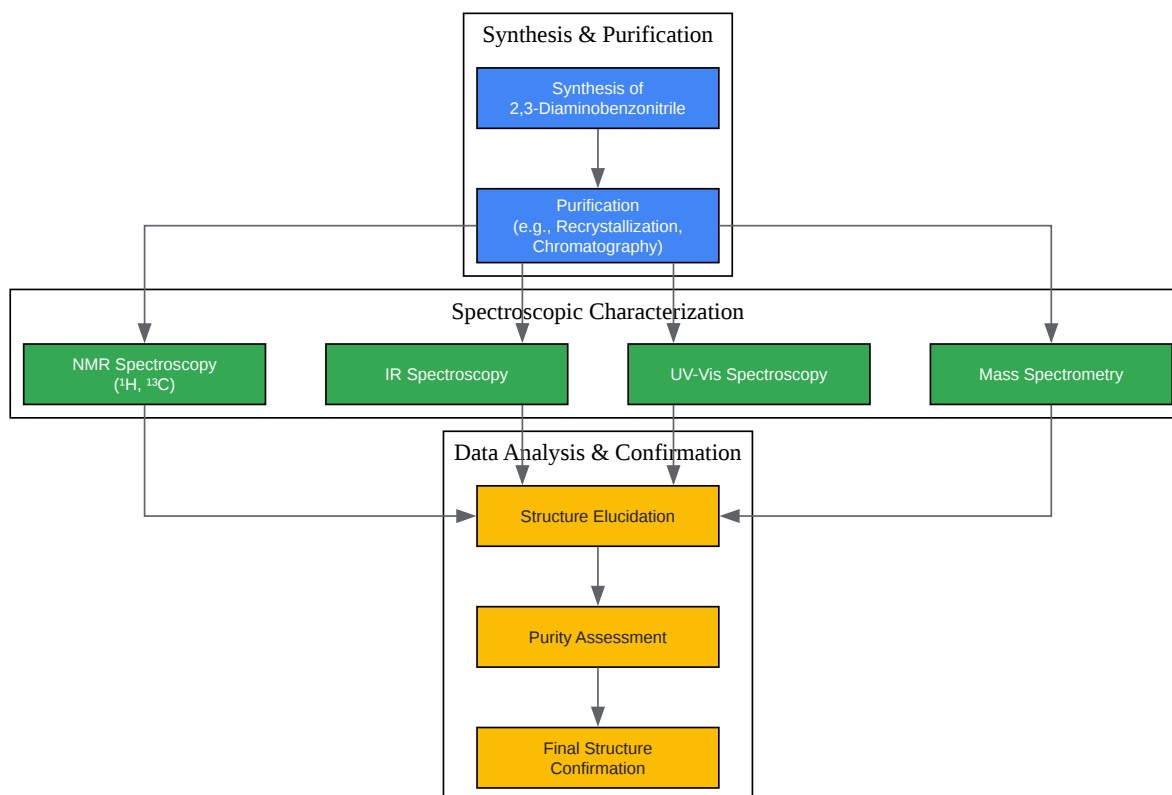 Synthesis & Purification
Synthesis of
2,3-Diaminobenzonitrile
Purification
(e.g., Recrystallization,
Chromatography)
Spectroscopic Characterization
NMR Spectroscopy
(¹H, ¹³C)
IR Spectroscopy
UV-Vis Spectroscopy
Mass Spectrometry
Data Analysis & Confirmation
Structure Elucidation
Purity Assessment
Final Structure
Confirmation